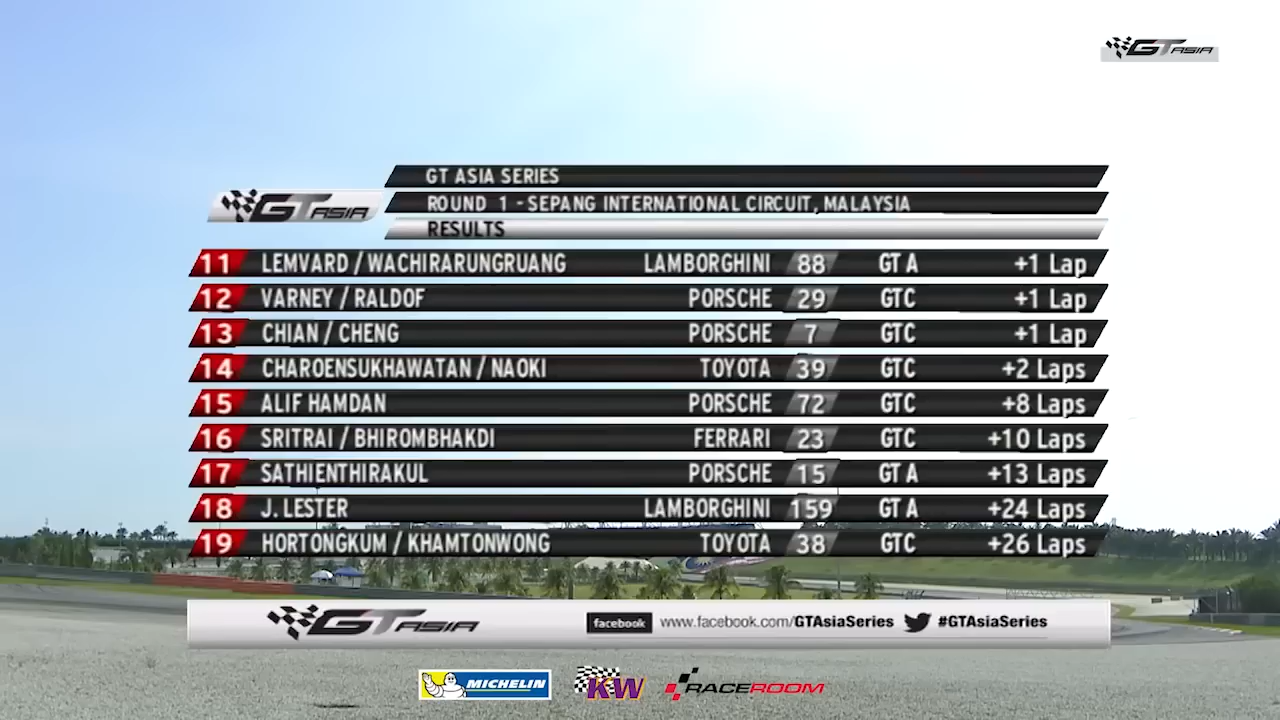 GT ASIA
GT ASIA SERIES
GT ASIA
ROUND 1 - SEPANG INTERNATIONAL CIRCUIT, MALAYSIA
RESULTS
11 LEMVARD / WACHIRARUNGRUANG LAMBORGHINI 88 GT A +1 Lap
12 VARNEY / RALDOF PORSCHE 29 GTC +1 Lap
13 CHIAN / CHENG PORSCHE 7 GTC +1 Lap
14 CHAROENSUKHAWATAN / NAOKI TOYOTA 39 GTC +2 Laps
15 ALIF HAMDAN PORSCHE 72 GTC +8 Laps
16 SRITRAI / BHIROMBHAKDI FERRARI 23 GTC +10 Laps
17 SATHIENTHIRAKUL PORSCHE 15 GT A +13 Laps
18 J. LESTER LAMBORGHINI 159 GT A +24 Laps
19 HORTONGKUM / KHAMTONWONG TOYOTA 38 GTC +26 Laps
GT ASIA facebook www.facebook.com/GTAsiaSeries #GTAsiaSeries
MICHELIN KW RACEROOM